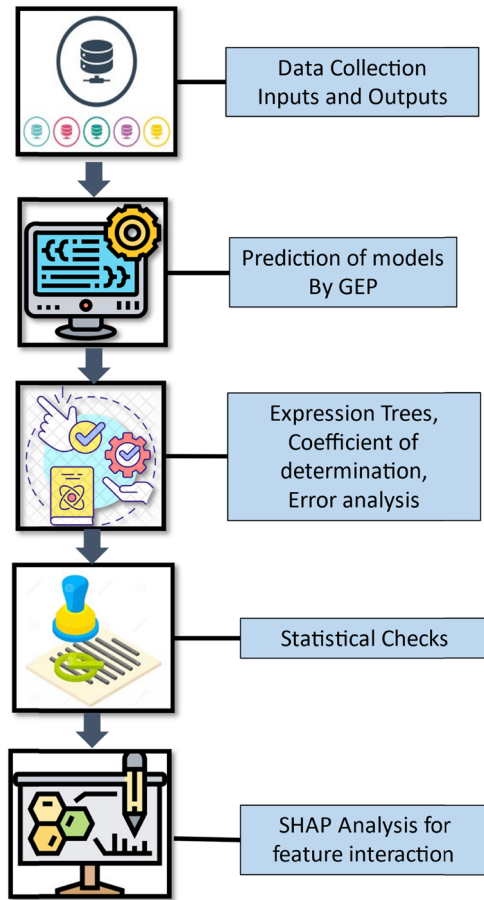 Data Collection
Inputs and Outputs
Prediction of models
By GEP
Expression Trees,
Coefficient of
determination,
Error analysis
Statistical Checks
SHAP Analysis for
feature interaction